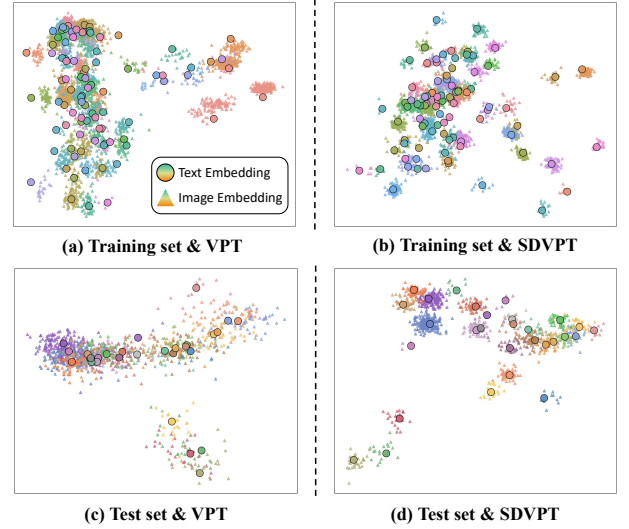 Text Embedding
Image Embedding
(a) Training set & VPT
(b) Training set & SDVPT
(c) Test set & VPT
(d) Test set & SDVPT